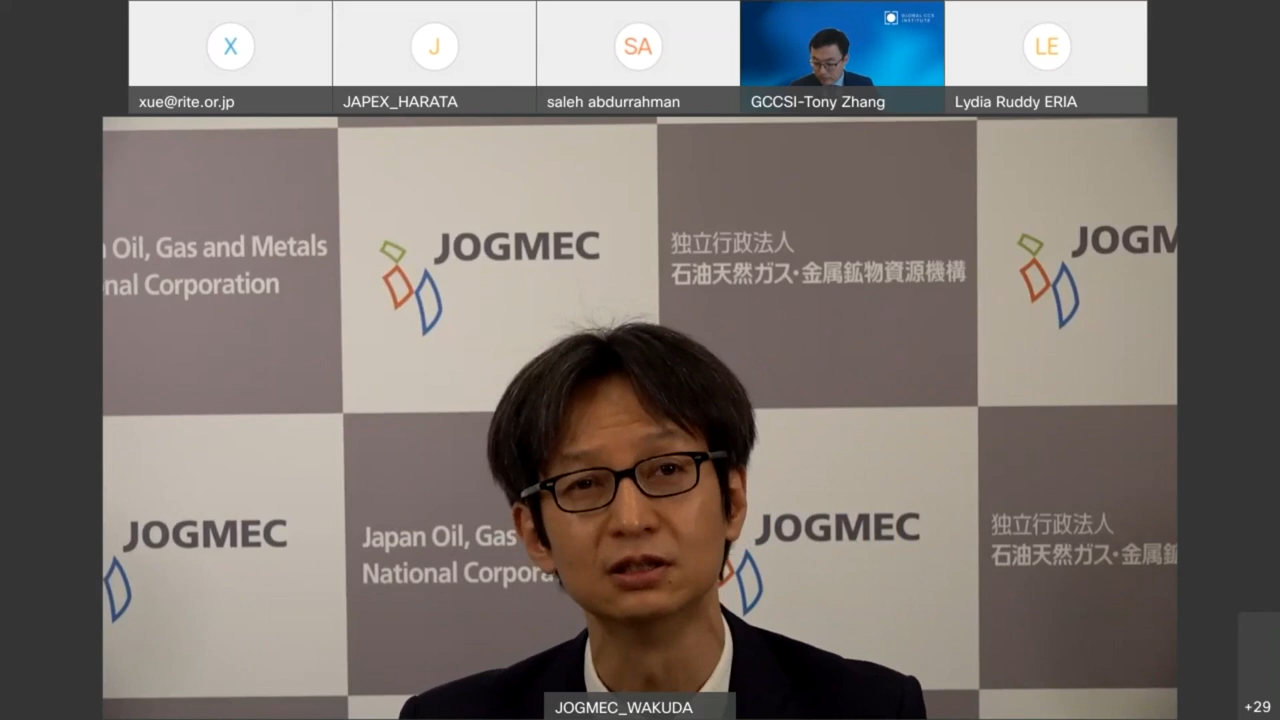 X
J
SA
GLOBAL CCS
INSTITUTE
LE
xue@rite.or.jp
JAPEX_HARATA
saleh abdurrahman
GCCSI-Tony Zhang
Lydia Ruddy ERIA
Oil, Gas and Metals
nal Corporation
JOGMEC
独立行政法人
石油天然ガス・金属鉱物資源機構
JOGM
JOGMEC
Japan Oil, Gas
National Corpora
JOGMEC
独立行政法人
石油天然ガス・金属鉱
JOGMEC_WAKUDA
+29